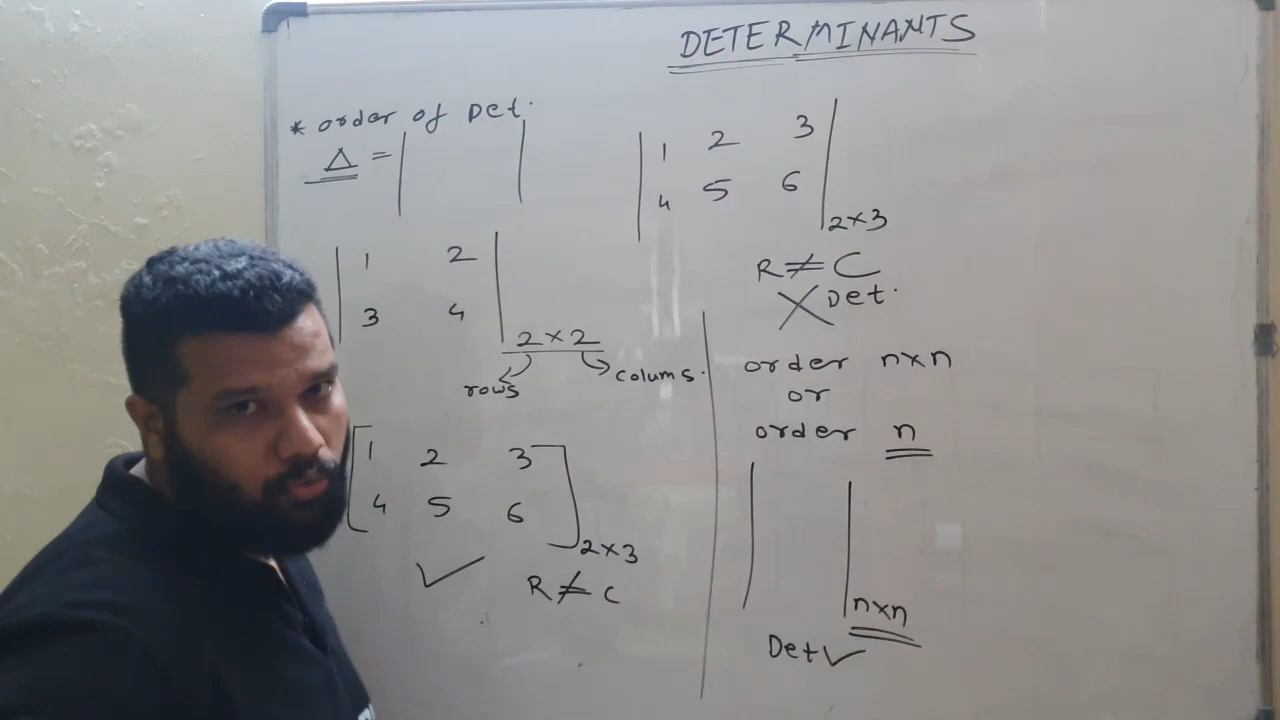 DETERMINANTS
* order of Det.
Δ = | |
| 1 2 |
| 3 4 | 2×2
rows colums.
[ 1 2 3 ]
[ 4 5 6 ] 2×3
✓ R ≠ C
| 1 2 3 |
| 4 5 6 | 2×3
R ≠ C
X Det.
order n×n
or
order n
| | n×n
Det ✓